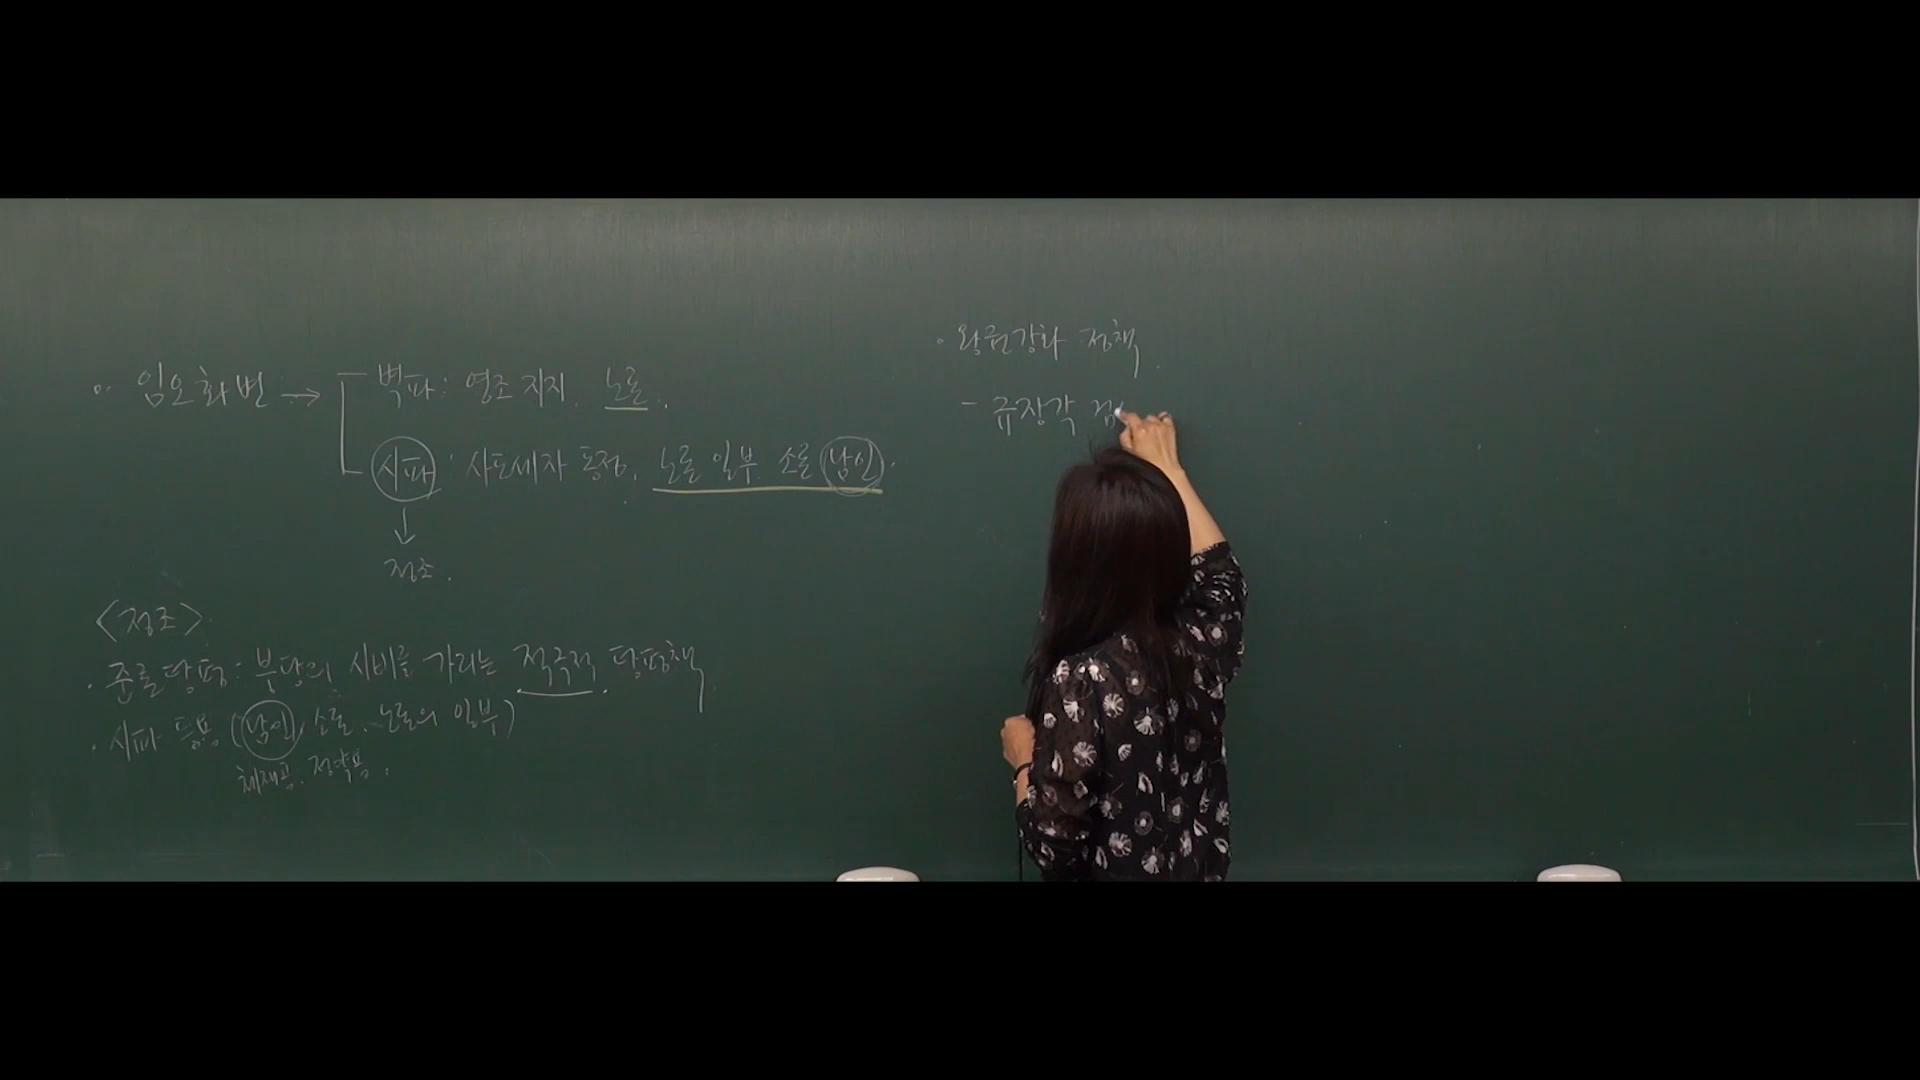 임오화변 → 벽파 : 영조 지지. 노론.
시파 : 사도세자 동정. 노론 일부. 소론 남인.
↓
정조.
<정조>
· 준론탕평 : 붕당의 시비를 가리는 적극적 탕평책
· 시파 등용 (남인, 소론, 노론의 일부)
채제공. 정약용.
· 왕권강화 정책.
- 규장각